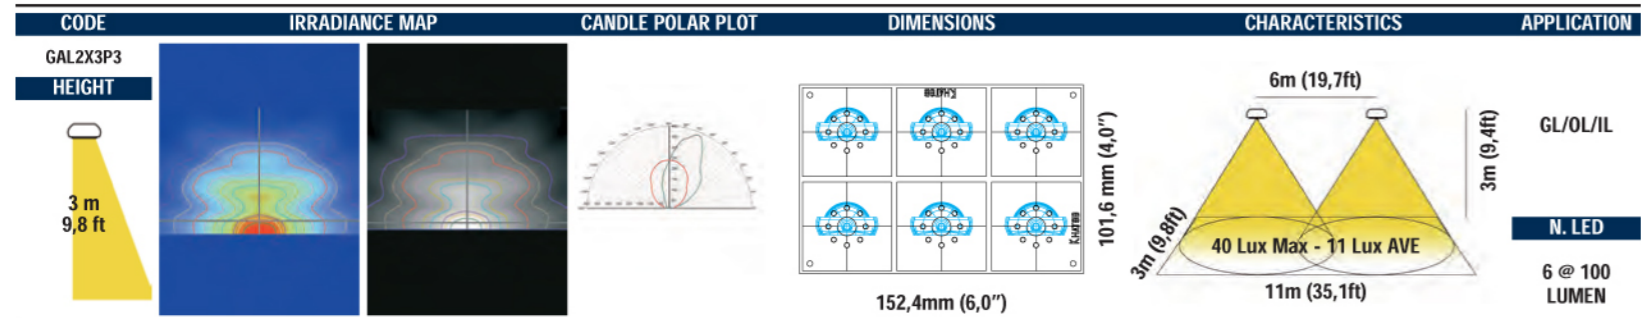 CODE
IRRADIANCE MAP
CANDLE POLAR PLOT
DIMENSIONS
CHARACTERISTICS
APPLICATION
GAL2X3P3
HEIGHT
3 m
9,8 ft
KHATOD
KHATOD
101,6 mm (4,0”)
152,4mm (6,0”)
6m (19,7ft)
3m (9,4ft)
3m (9,8ft)
40 Lux Max - 11 Lux AVE
11m (35,1ft)
GL/OL/IL
N. LED
6 @ 100
LUMEN